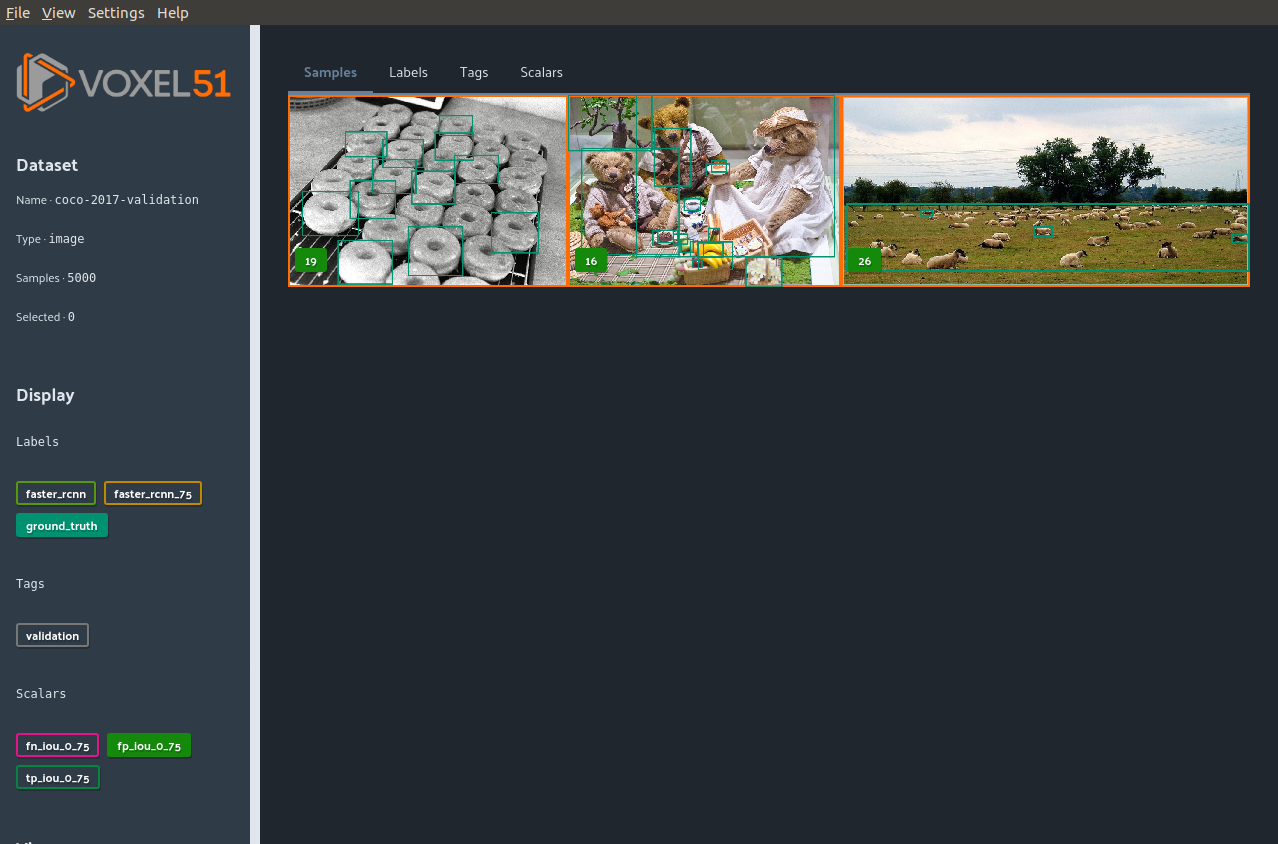 File View Settings Help
VOXEL51
Samples Labels Tags Scalars
19
16
26
Dataset
Name · coco-2017-validation
Type · image
Samples · 5000
Selected · 0
Display
Labels
faster_rcnn faster_rcnn_75
ground_truth
Tags
validation
Scalars
fn_iou_0_75 fp_iou_0_75
tp_iou_0_75